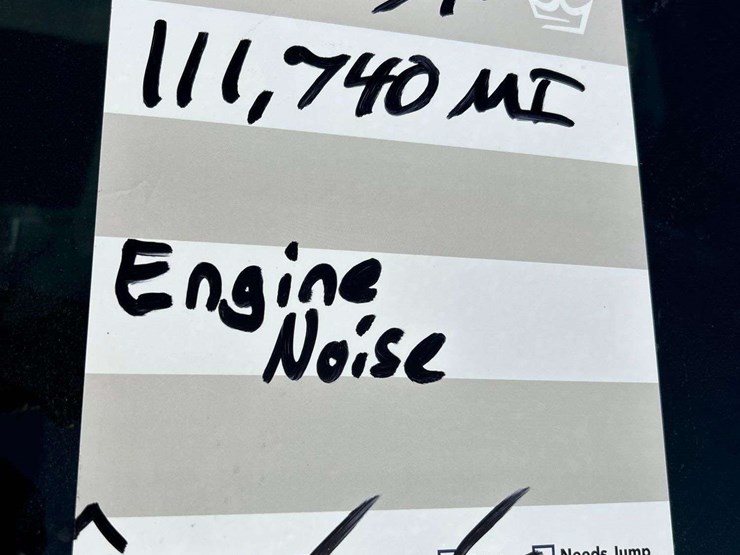 111,740 MI
Engine
Noise
Needs Jump